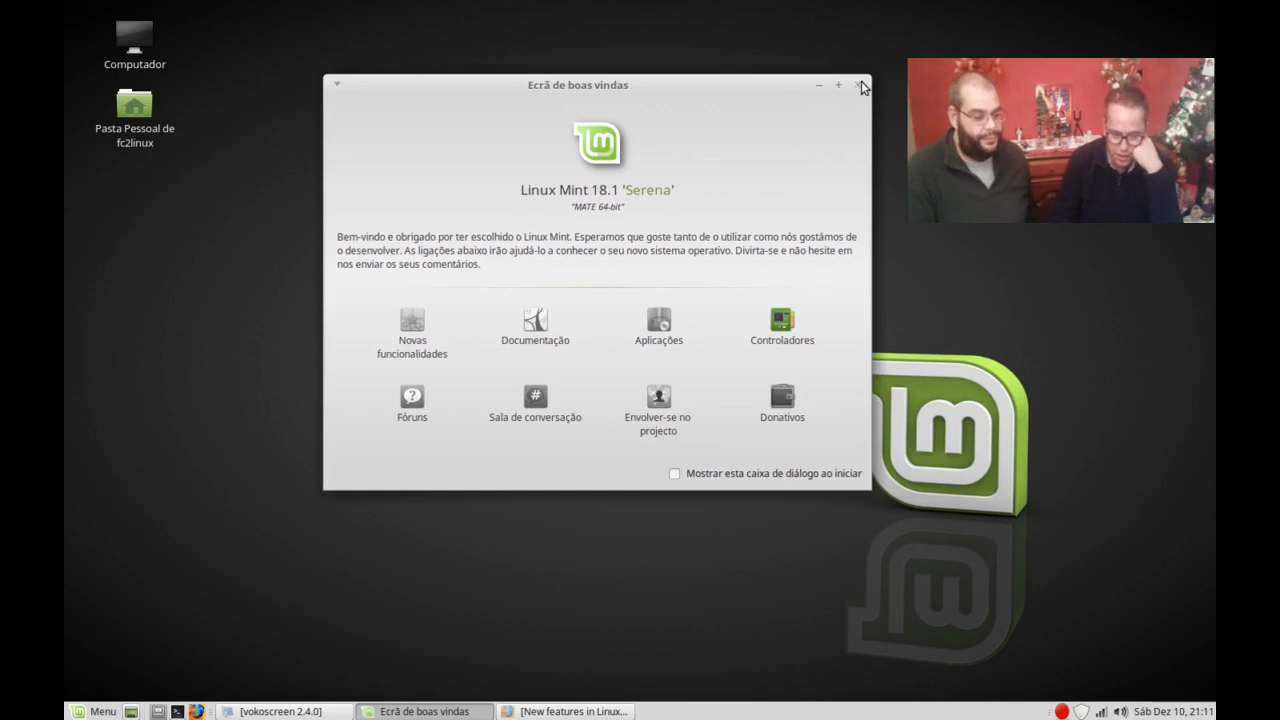 Computador
Pasta Pessoal de
fc2linux
Ecrã de boas vindas
Linux Mint 18.1 'Serena'
"MATE 64-bit"
Bem-vindo e obrigado por ter escolhido o Linux Mint. Esperamos que goste tanto de o utilizar como nós gostámos de
o desenvolver. As ligações abaixo irão ajudá-lo a conhecer o seu novo sistema operativo. Divirta-se e não hesite em
nos enviar os seus comentários.
Novas
funcionalidades
Documentação
Aplicações
Controladores
Fóruns
Sala de conversação
Envolver-se no
projecto
Donativos
Mostrar esta caixa de diálogo ao iniciar
Menu
[vokoscreen 2.4.0]
Ecrã de boas vindas
[New features in Linux...
Sáb Dez 10, 21:11